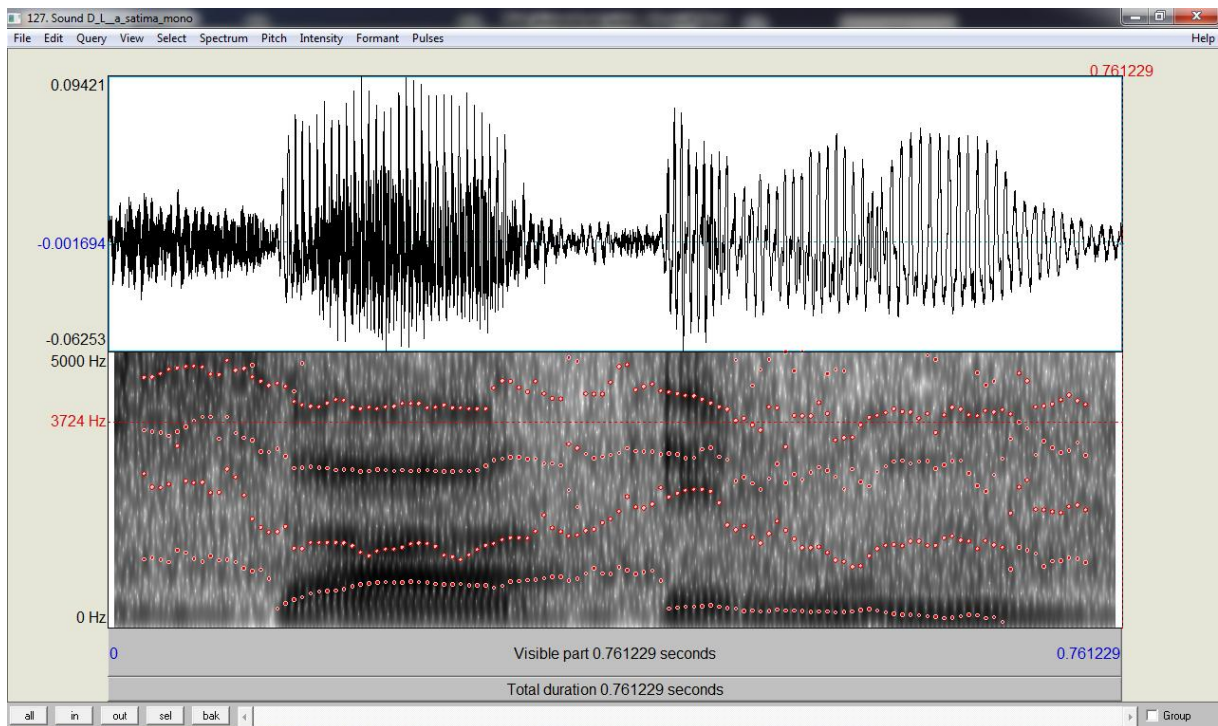 127. Sound D_L__a_satima_mono
File Edit Query View Select Spectrum Pitch Intensity Formant Pulses Help
0.761229
0.09421
-0.001694
-0.06253
5000 Hz
3724 Hz
0 Hz
0 Visible part 0.761229 seconds 0.761229
Total duration 0.761229 seconds
all in out sel bak Group